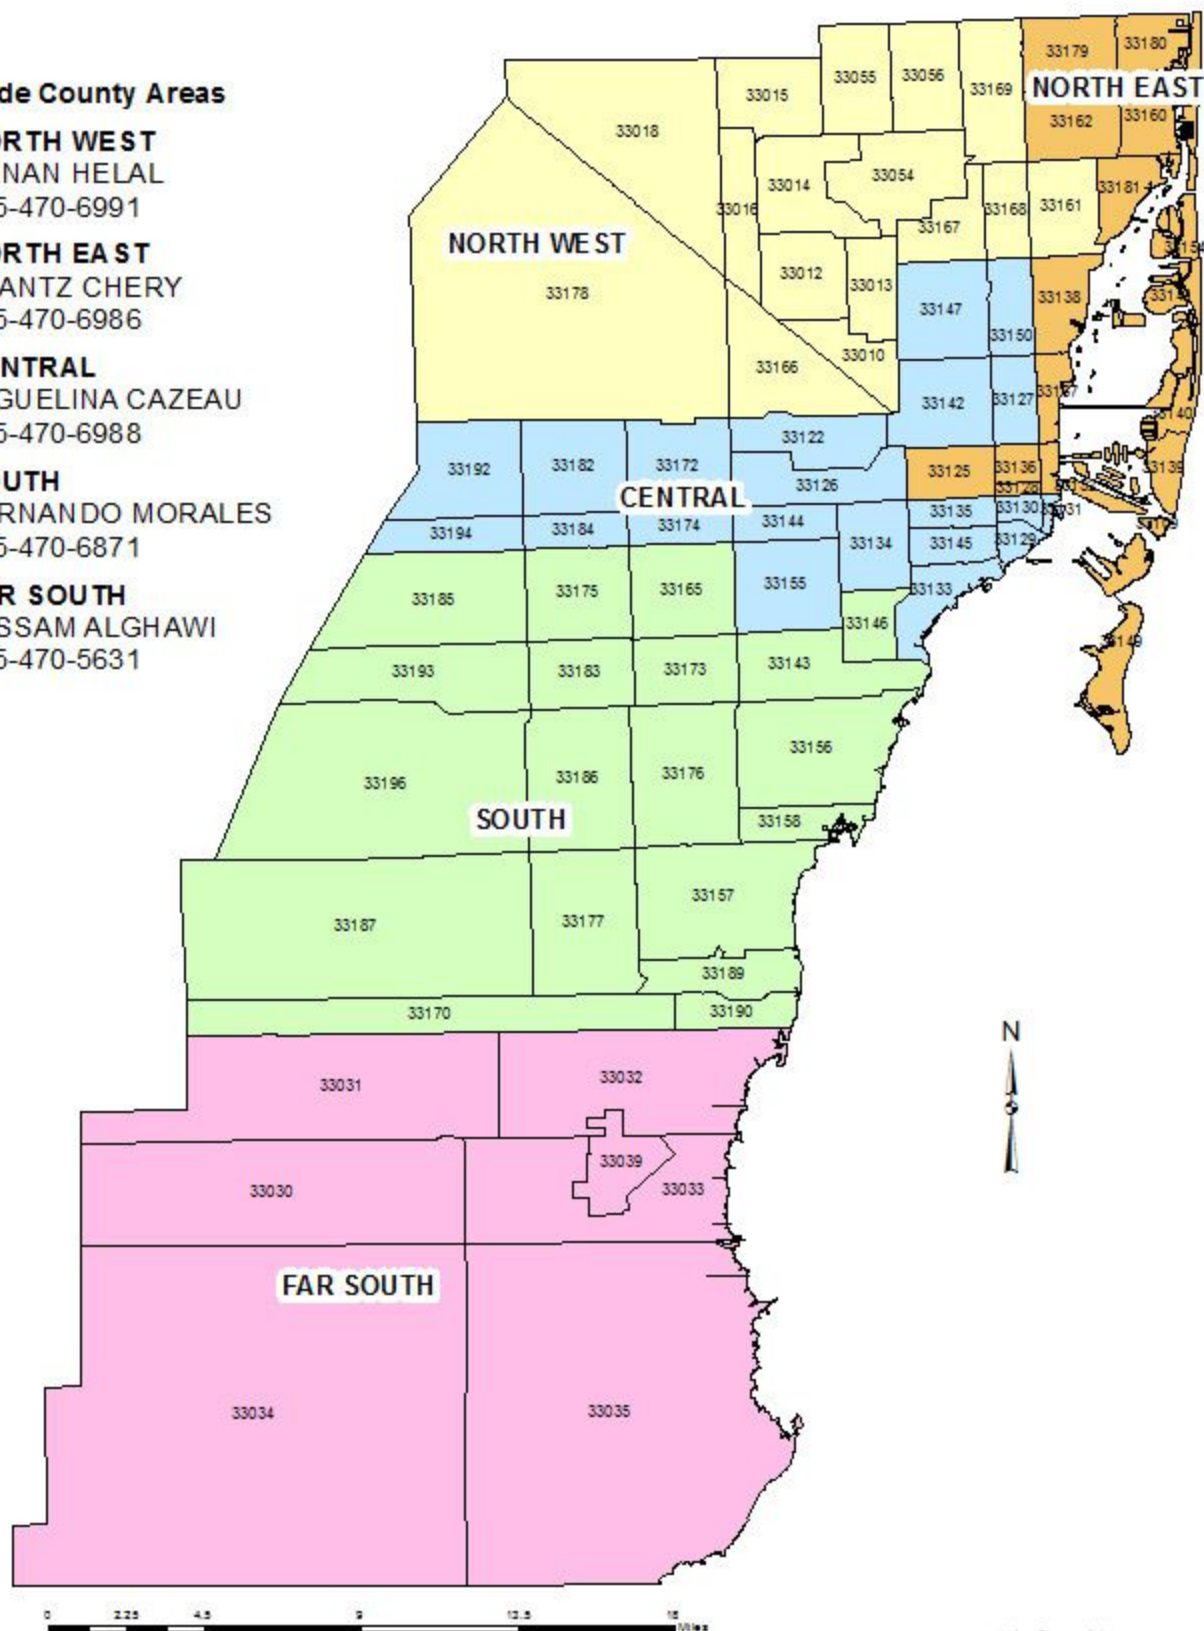 de County Areas
RTH WEST
NAN HELAL
5-470-6991
RTH EAST
ANTZ CHERY
5-470-6986
NTRAL
GUELINA CAZEAU
5-470-6988
UTH
RNANDO MORALES
5-470-6871
R SOUTH
SSAM ALGHAWI
5-470-5631
33179 33180
33055 33056 33169
NORTH EAST
33015
33018
33162 33160
33014 33054
33181
33016 33168 33161
33167
NORTH WEST
33012 33013
33178
33138
33147
33150
33010
33166
33142 33127
33122
33192 33182 33172
33125 33136
33126
33128
CENTRAL
33139
33194 33184 33174 33144
33135 33130
33134 33145 33129
33155
33133
33185 33175 33165
33146
33149
33193 33183 33173 33143
33156
33196 33186 33176
SOUTH
33158
33187 33177 33157
33189
33170 33190
N
33031 33032
33039
33030 33033
FAR SOUTH
33034 33035
0 2.25 4.5 9 13.5 18
Miles